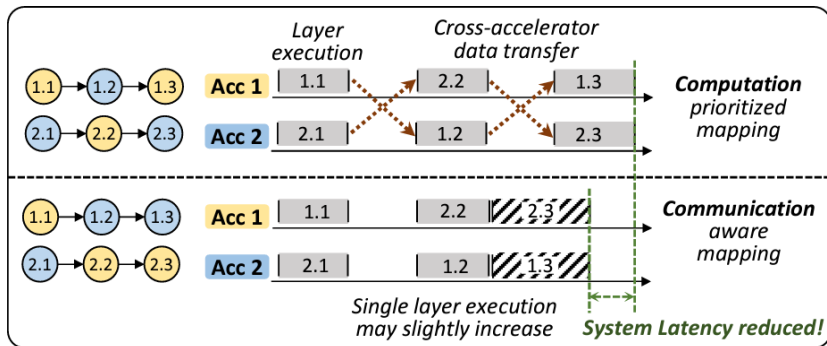 Layer
execution
Cross-accelerator
data transfer
1.1 1.2 1.3
Acc 1 1.1 2.2 1.3
2.1 2.2 2.3
Acc 2 2.1 1.2 2.3
Computation
prioritized
mapping
1.1 1.2 1.3
Acc 1 1.1 2.2 2.3
2.1 2.2 2.3
Acc 2 2.1 1.2 1.3
Communication
aware
mapping
Single layer execution
may slightly increase
System Latency reduced!